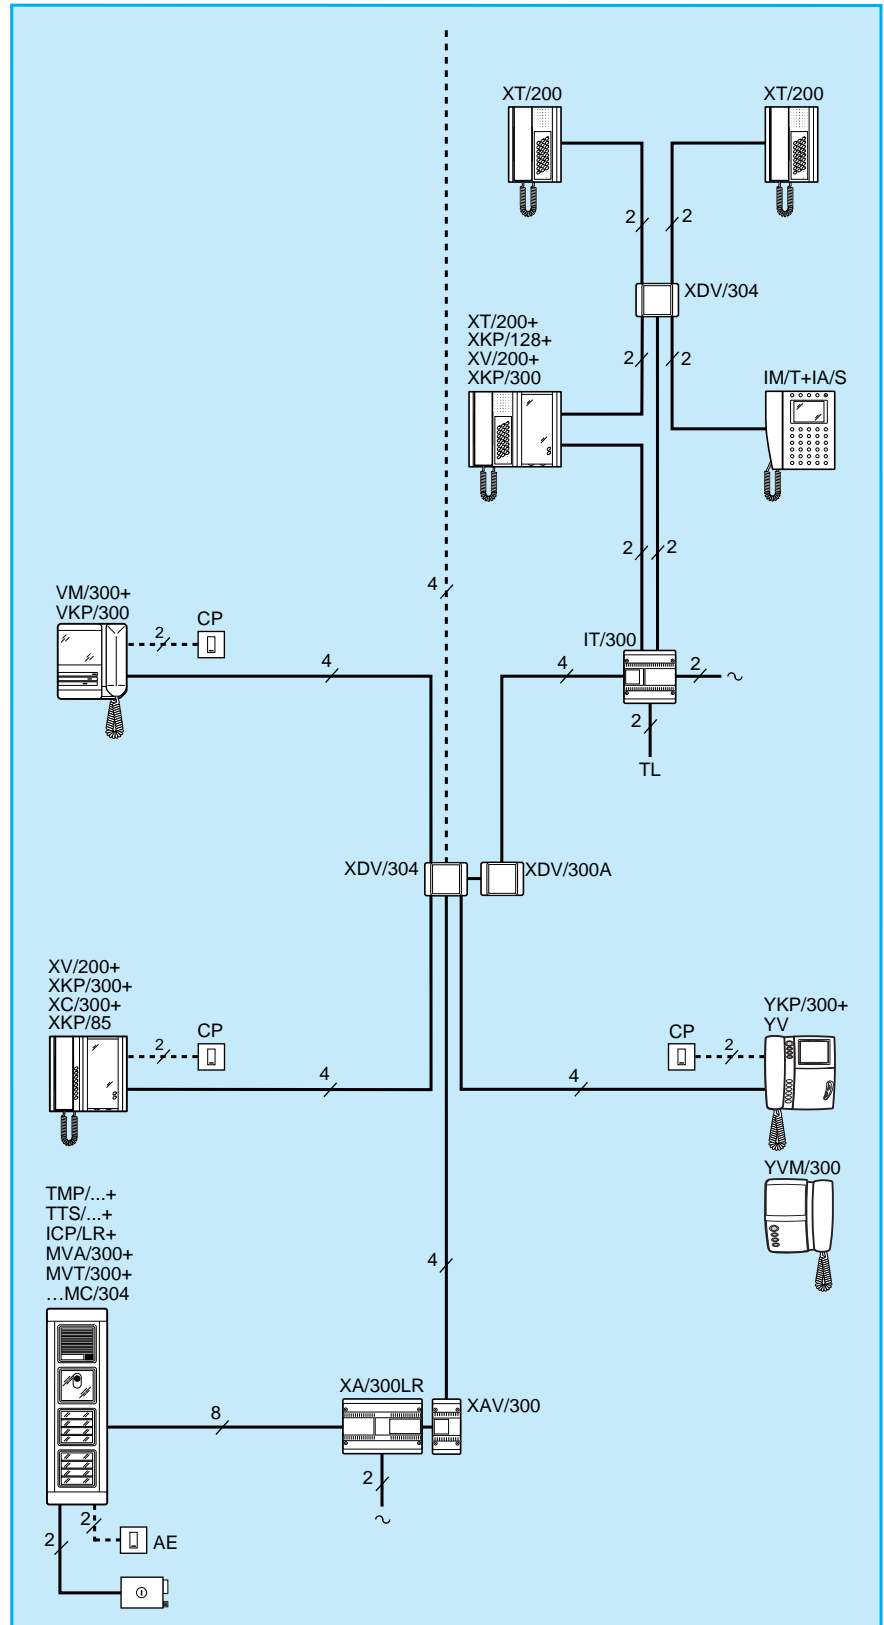 XT/200
XT/200
2
2
XDV/304
XT/200+
XKP/128+
XV/200+
XKP/300
2
2
IM/T+IA/S
2
2
4
VM/300+
VKP/300
2
CP
4
IT/300
4
2
~
2
TL
XDV/304
XDV/300A
XV/200+
XKP/300+
XC/300+
XKP/85
2
CP
4
YKP/300+
YV
CP
2
4
YVM/300
TMP/...+
TTS/...+
ICP/LR+
MVA/300+
MVT/300+
...MC/304
4
XA/300LR
XAV/300
8
2
~
2
2
AE